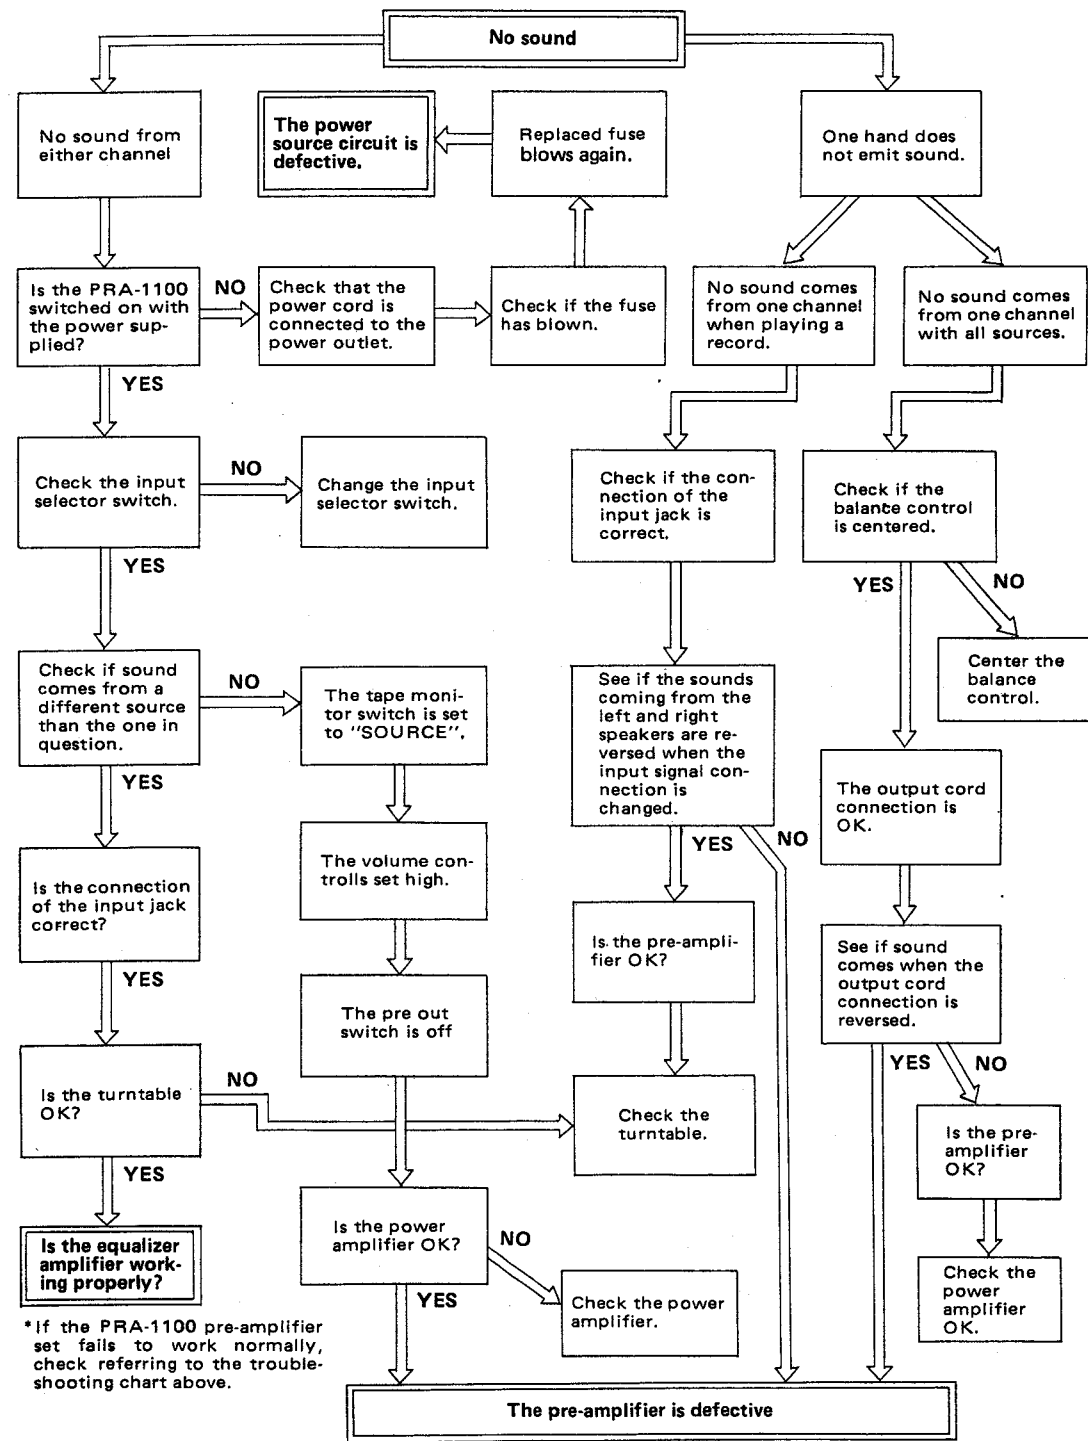 No sound
No sound from
either channel
The power
source circuit is
defective.
Replaced fuse
blows again.
One hand does
not emit sound.
Is the PRA-1100
switched on with
the power sup-
plied?
NO
Check that the
power cord is
connected to the
power outlet.
Check if the fuse
has blown.
No sound comes
from one channel
when playing a
record.
No sound comes
from one channel
with all sources.
YES
Check the input
selector switch.
NO
Change the input
selector switch.
Check if the con-
nection of the
input jack is
correct.
Check if the
balance control
is centered.
YES
YES
NO
Center the
balance
control.
Check if sound
comes from a
different source
than the one in
question.
NO
The tape moni-
tor switch is set
to "SOURCE".
See if the sounds
coming from the
left and right
speakers are re-
versed when the
input signal con-
nection is
changed.
YES
The output cord
connection is
OK.
YES
NO
Is the connection
of the input jack
correct?
The volume con-
trolls set high.
Is the pre-ampli-
fier OK?
See if sound
comes when the
output cord
connection is
reversed.
YES
The pre out
switch is off
YES
NO
Is the turntable
OK?
NO
Check the
turntable.
Is the pre-
amplifier
OK?
YES
Is the power
amplifier OK?
NO
Is the equalizer
amplifier work-
ing properly?
YES
Check the power
amplifier.
Check the
power
amplifier
OK.
*If the PRA-1100 pre-amplifier
set fails to work normally,
check referring to the trouble-
shooting chart above.
The pre-amplifier is defective